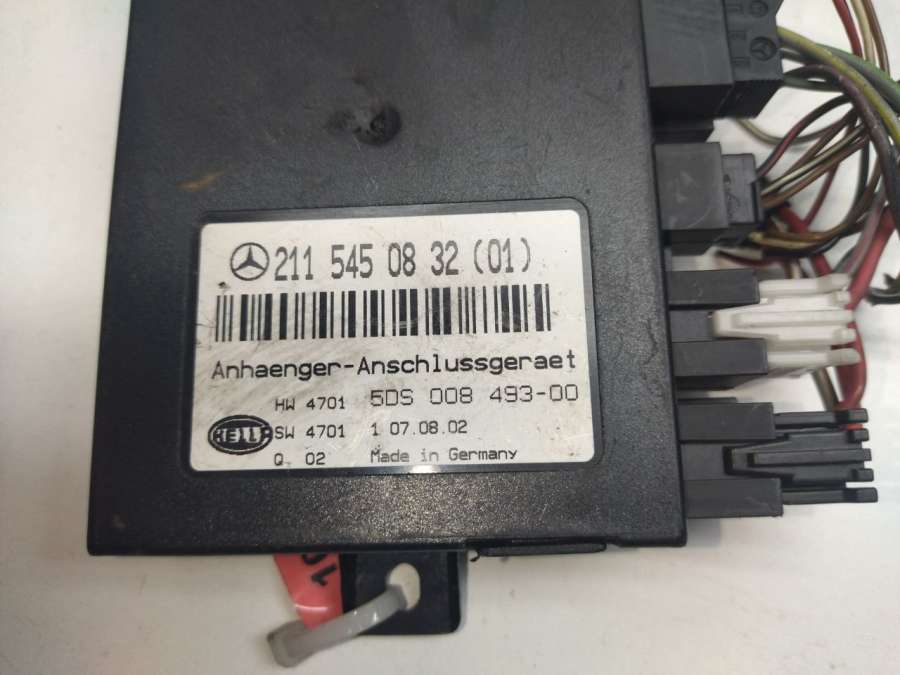 211 545 08 32 (01)
Anhaenger-Anschlussgeraet
HW 4701 5DS 008 493-00
HELLA SW 4701 1 07.08.02
Q. 02 Made in Germany